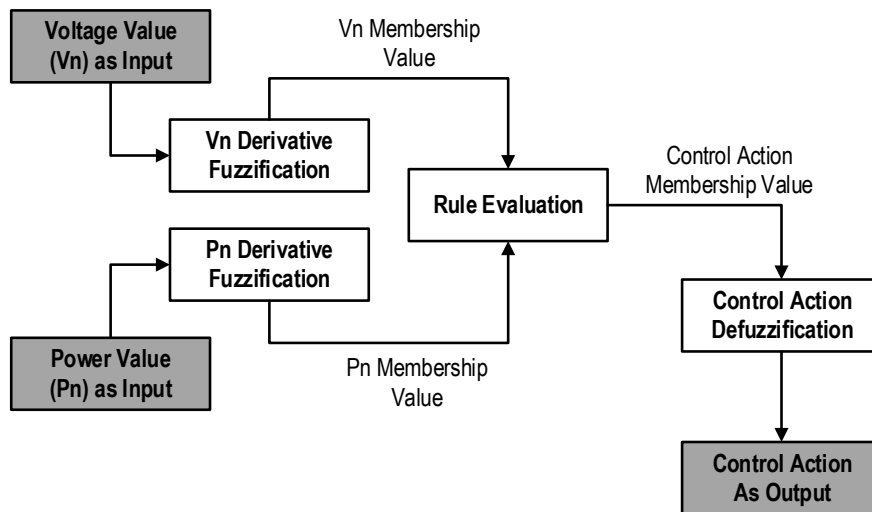 Voltage Value
(Vn) as Input
Vn Membership
Value
Vn Derivative
Fuzzification
Control Action
Membership Value
Rule Evaluation
Pn Derivative
Fuzzification
Control Action
Defuzzification
Power Value
(Pn) as Input
Pn Membership
Value
Control Action
As Output